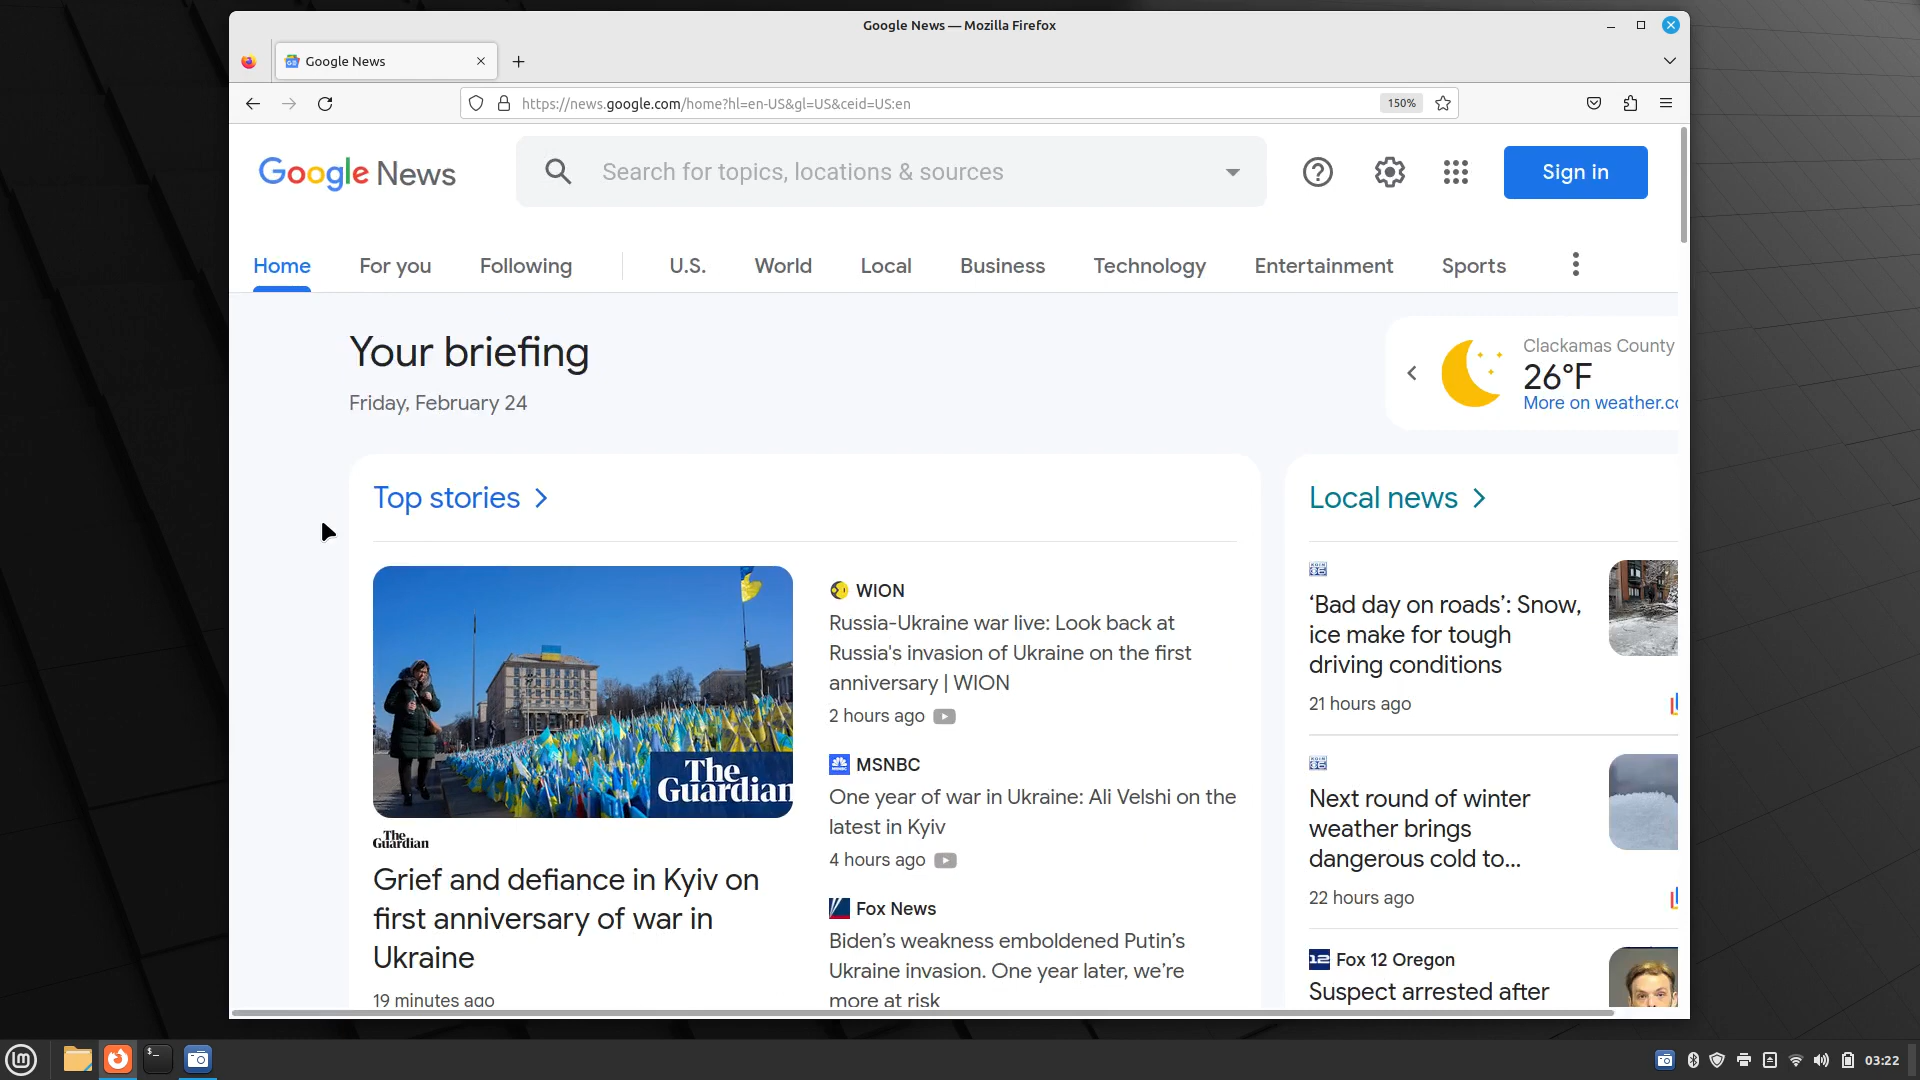 Google News — Mozilla Firefox
Google News
https://news.google.com/home?hl=en-US&gl=US&ceid=US:en
150%
Google News
Search for topics, locations & sources
Sign in
Home
For you
Following
U.S.
World
Local
Business
Technology
Entertainment
Sports
Your briefing
Friday, February 24
Clackamas County
26°F
More on weather.co
Top stories
The
Guardian
The
Guardian
Grief and defiance in Kyiv on
first anniversary of war in
Ukraine
19 minutes ago
WION
Russia-Ukraine war live: Look back at
Russia's invasion of Ukraine on the first
anniversary | WION
2 hours ago
MSNBC
One year of war in Ukraine: Ali Velshi on the
latest in Kyiv
4 hours ago
Fox News
Biden’s weakness emboldened Putin’s
Ukraine invasion. One year later, we’re
more at risk
Local news
‘Bad day on roads’: Snow,
ice make for tough
driving conditions
21 hours ago
Next round of winter
weather brings
dangerous cold to...
22 hours ago
12
Fox 12 Oregon
Suspect arrested after
03:22